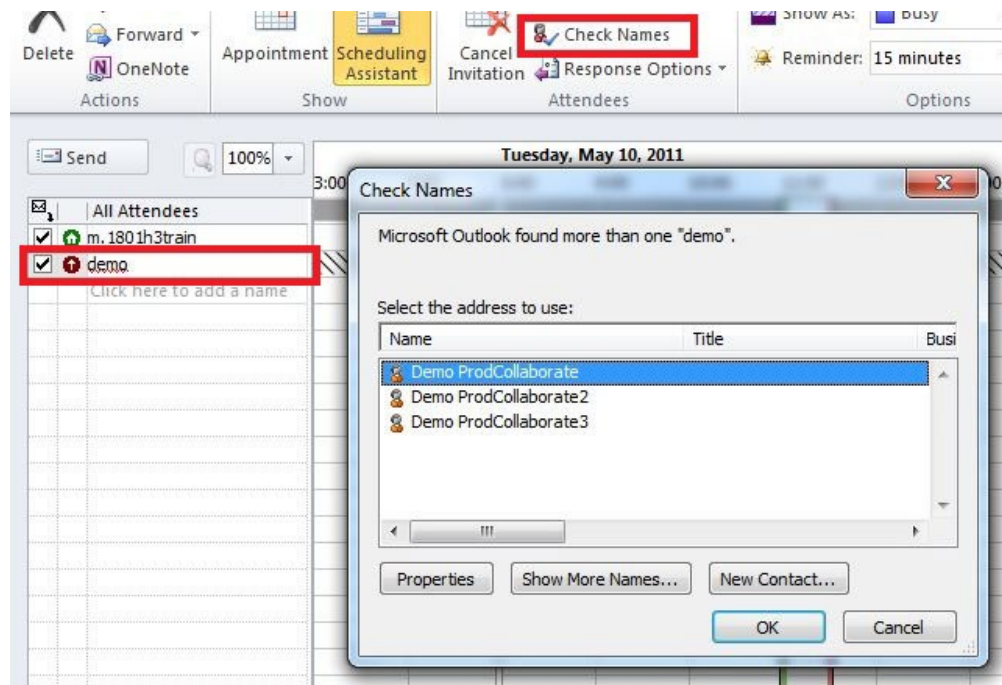 Delete
Forward
OneNote
Appointment
Scheduling
Assistant
Cancel
Invitation
Check Names
Response Options
Show As:
Busy
Reminder:
15 minutes
Actions
Show
Attendees
Options
Send
100%
Tuesday, May 10, 2011
3:00
All Attendees
m.1801h3train
demo
Click here to add a name
Check Names
Microsoft Outlook found more than one "demo".
Select the address to use:
Name
Title
Busi
Demo ProdCollaborate
Demo ProdCollaborate2
Demo ProdCollaborate3
Properties
Show More Names...
New Contact...
OK
Cancel